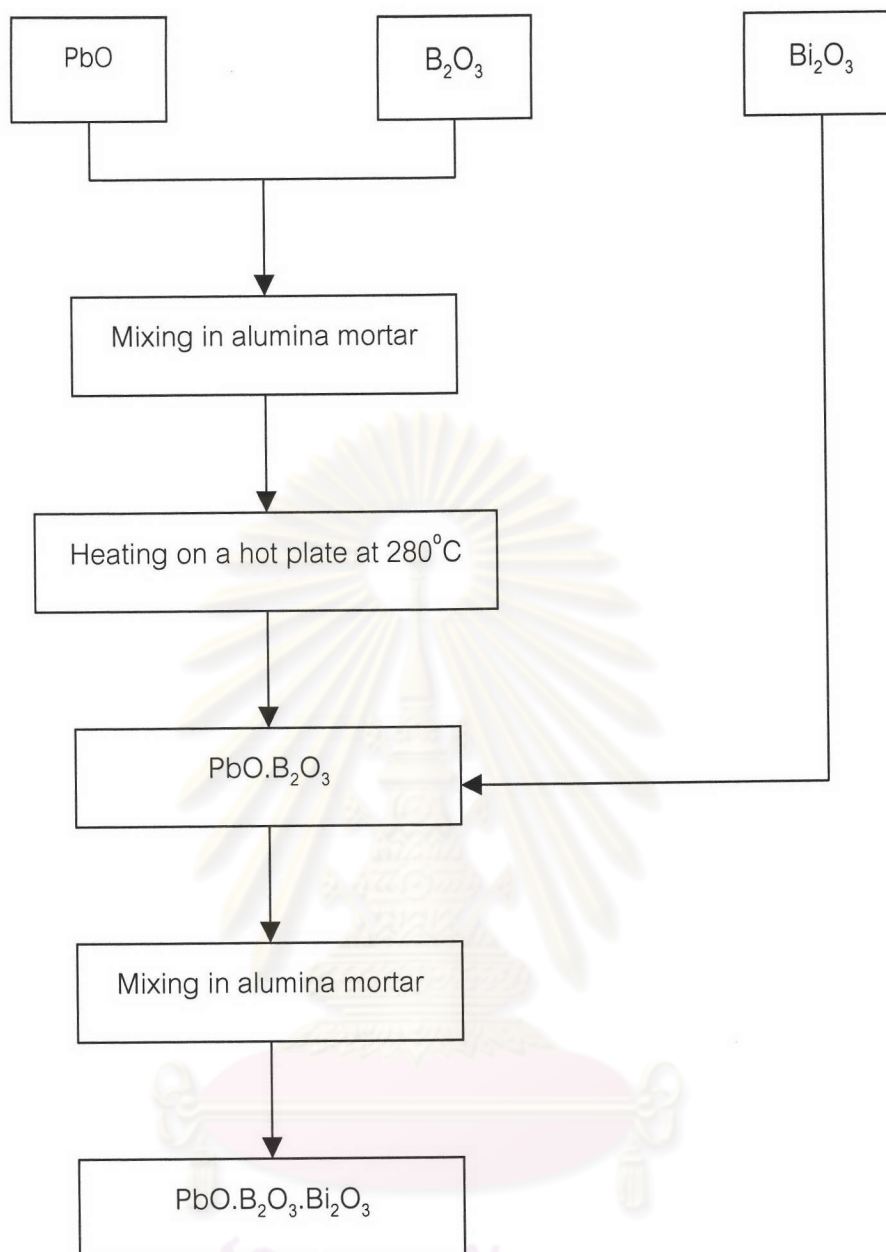 PbO
B₂O₃
Bi₂O₃
Mixing in alumina mortar
Heating on a hot plate at 280°C
PbO.B₂O₃
Mixing in alumina mortar
PbO.B₂O₃.Bi₂O₃